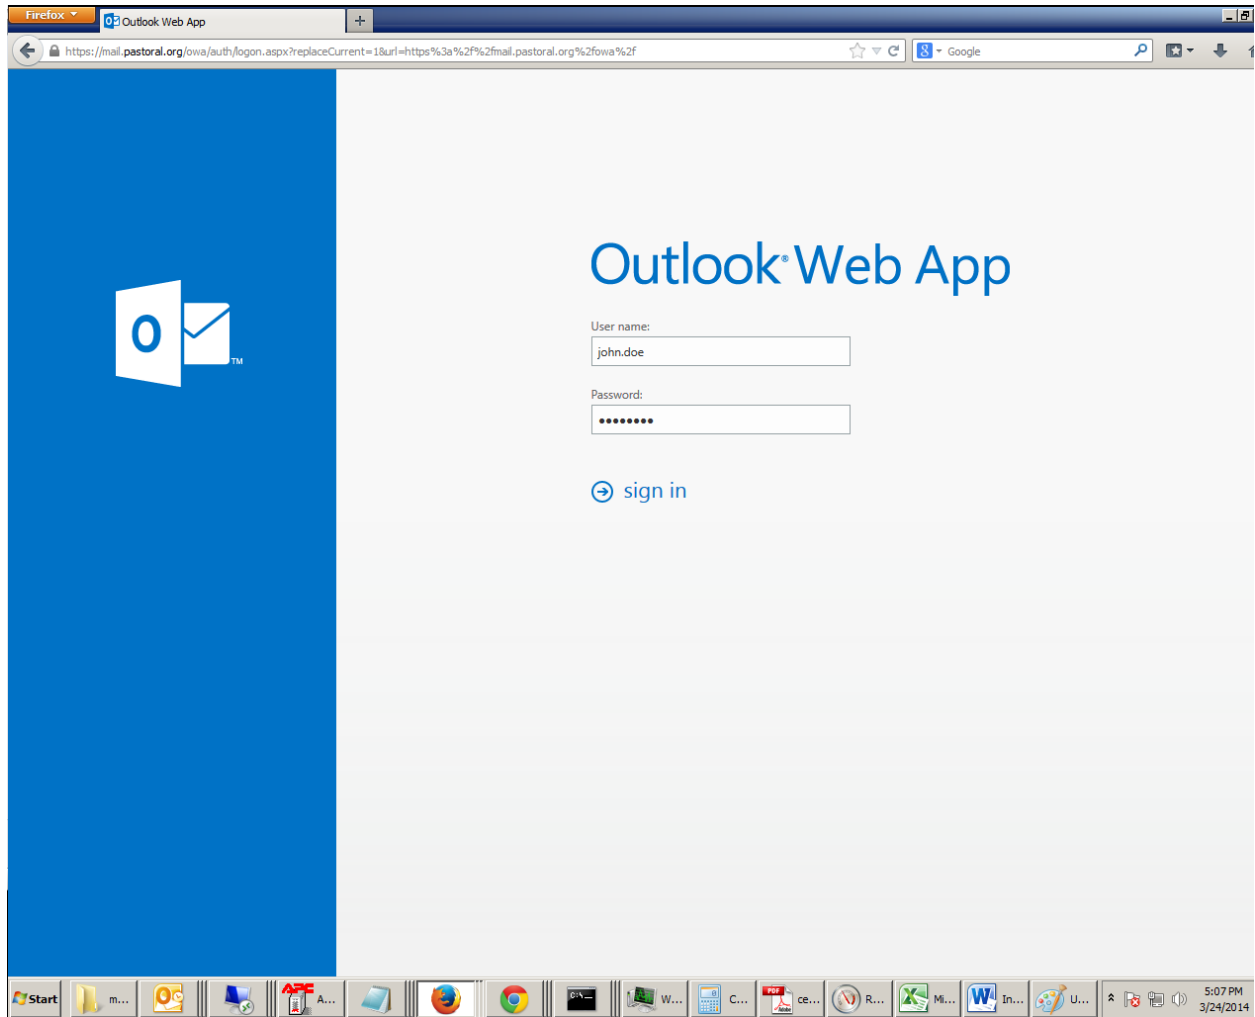 Firefox
Outlook Web App
https://mail.pastoral.org/owa/auth/logon.aspx?replaceCurrent=1&url=https%3a%2f%2fmail.pastoral.org%2fowa%2f
Google
Outlook® Web App
User name:
john.doe
Password:
••••••••
sign in
TM
Start
m...
A...
W...
C...
ce...
R...
Mi...
In...
U...
5:07 PM
3/24/2014